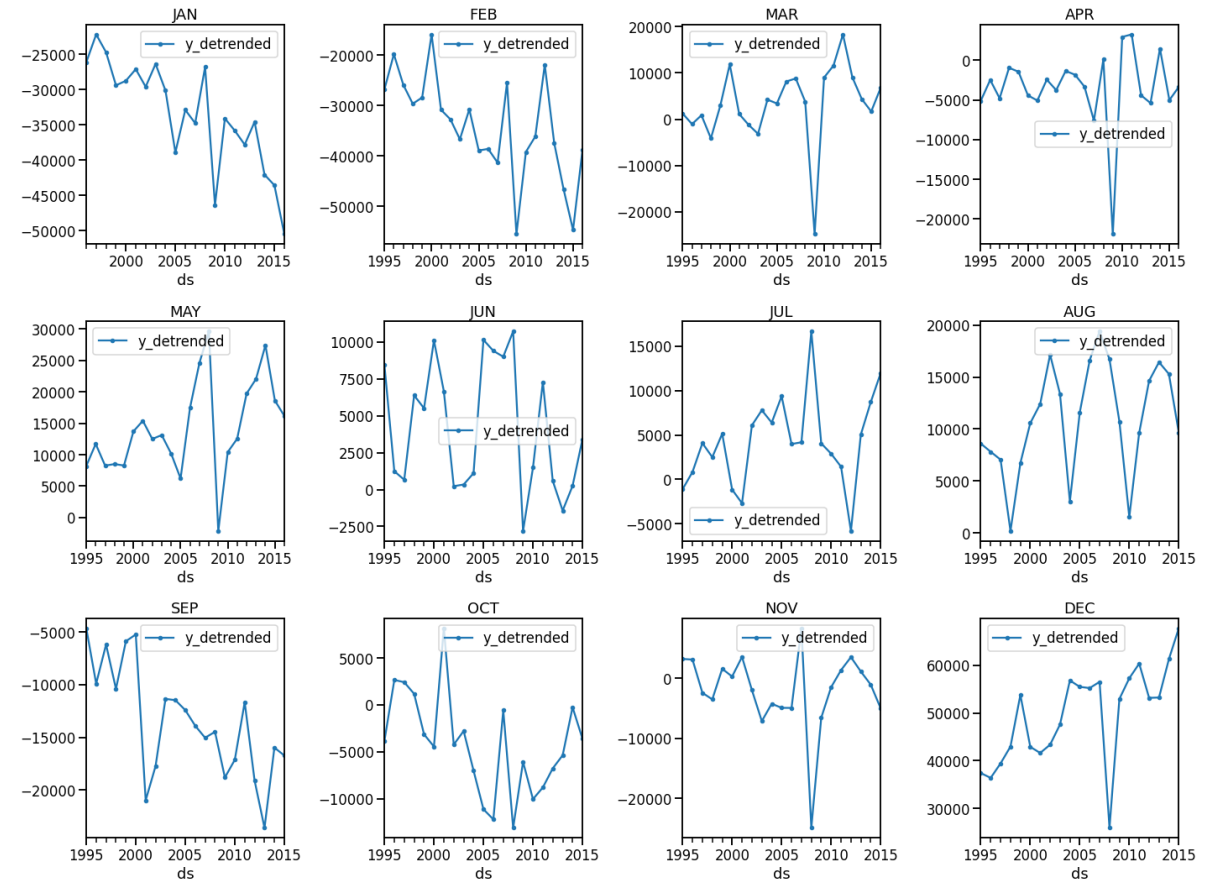 JAN FEB MAR APR
y_detrended y_detrended y_detrended y_detrended
−25000 −30000 −35000 −40000 −45000 −50000
−20000 −30000 −40000 −50000
20000 10000 0 −10000 −20000
0 −5000 −10000 −15000 −20000
2000 2005 2010 2015
1995 2000 2005 2010 2015
1995 2000 2005 2010 2015
2000 2005 2010 2015
ds ds ds ds
MAY JUN JUL AUG
y_detrended y_detrended y_detrended y_detrended
30000 25000 20000 15000 10000 5000 0
10000 7500 5000 2500 0 −2500
15000 10000 5000 0 −5000
20000 15000 10000 5000 0
1995 2000 2005 2010 2015
1995 2000 2005 2010 2015
1995 2000 2005 2010 2015
1995 2000 2005 2010 2015
ds ds ds ds
SEP OCT NOV DEC
y_detrended y_detrended y_detrended y_detrended
−5000 −10000 −15000 −20000
5000 0 −5000 −10000
0 −10000 −20000
60000 50000 40000 30000
1995 2000 2005 2010 2015
1995 2000 2005 2010 2015
1995 2000 2005 2010 2015
1995 2000 2005 2010 2015
ds ds ds ds